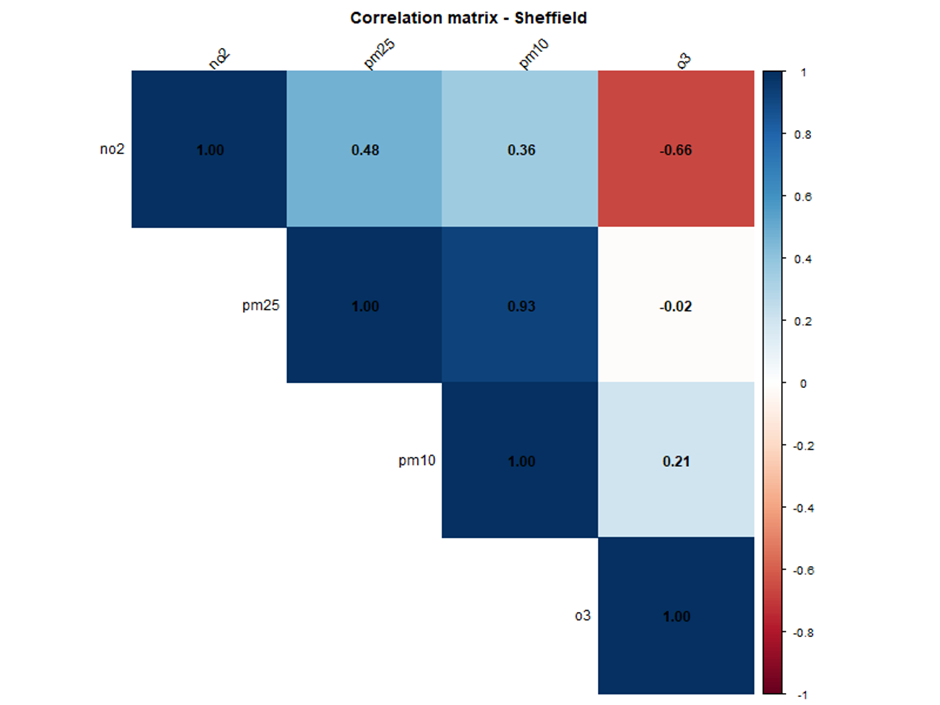 Correlation matrix - Sheffield
no2 pm25 pm10 o3
no2 1.00 0.48 0.36 -0.66
pm25 1.00 0.93 -0.02
pm10 1.00 0.21
o3 1.00
1
0.8
0.6
0.4
0.2
0
-0.2
-0.4
-0.6
-0.8
-1